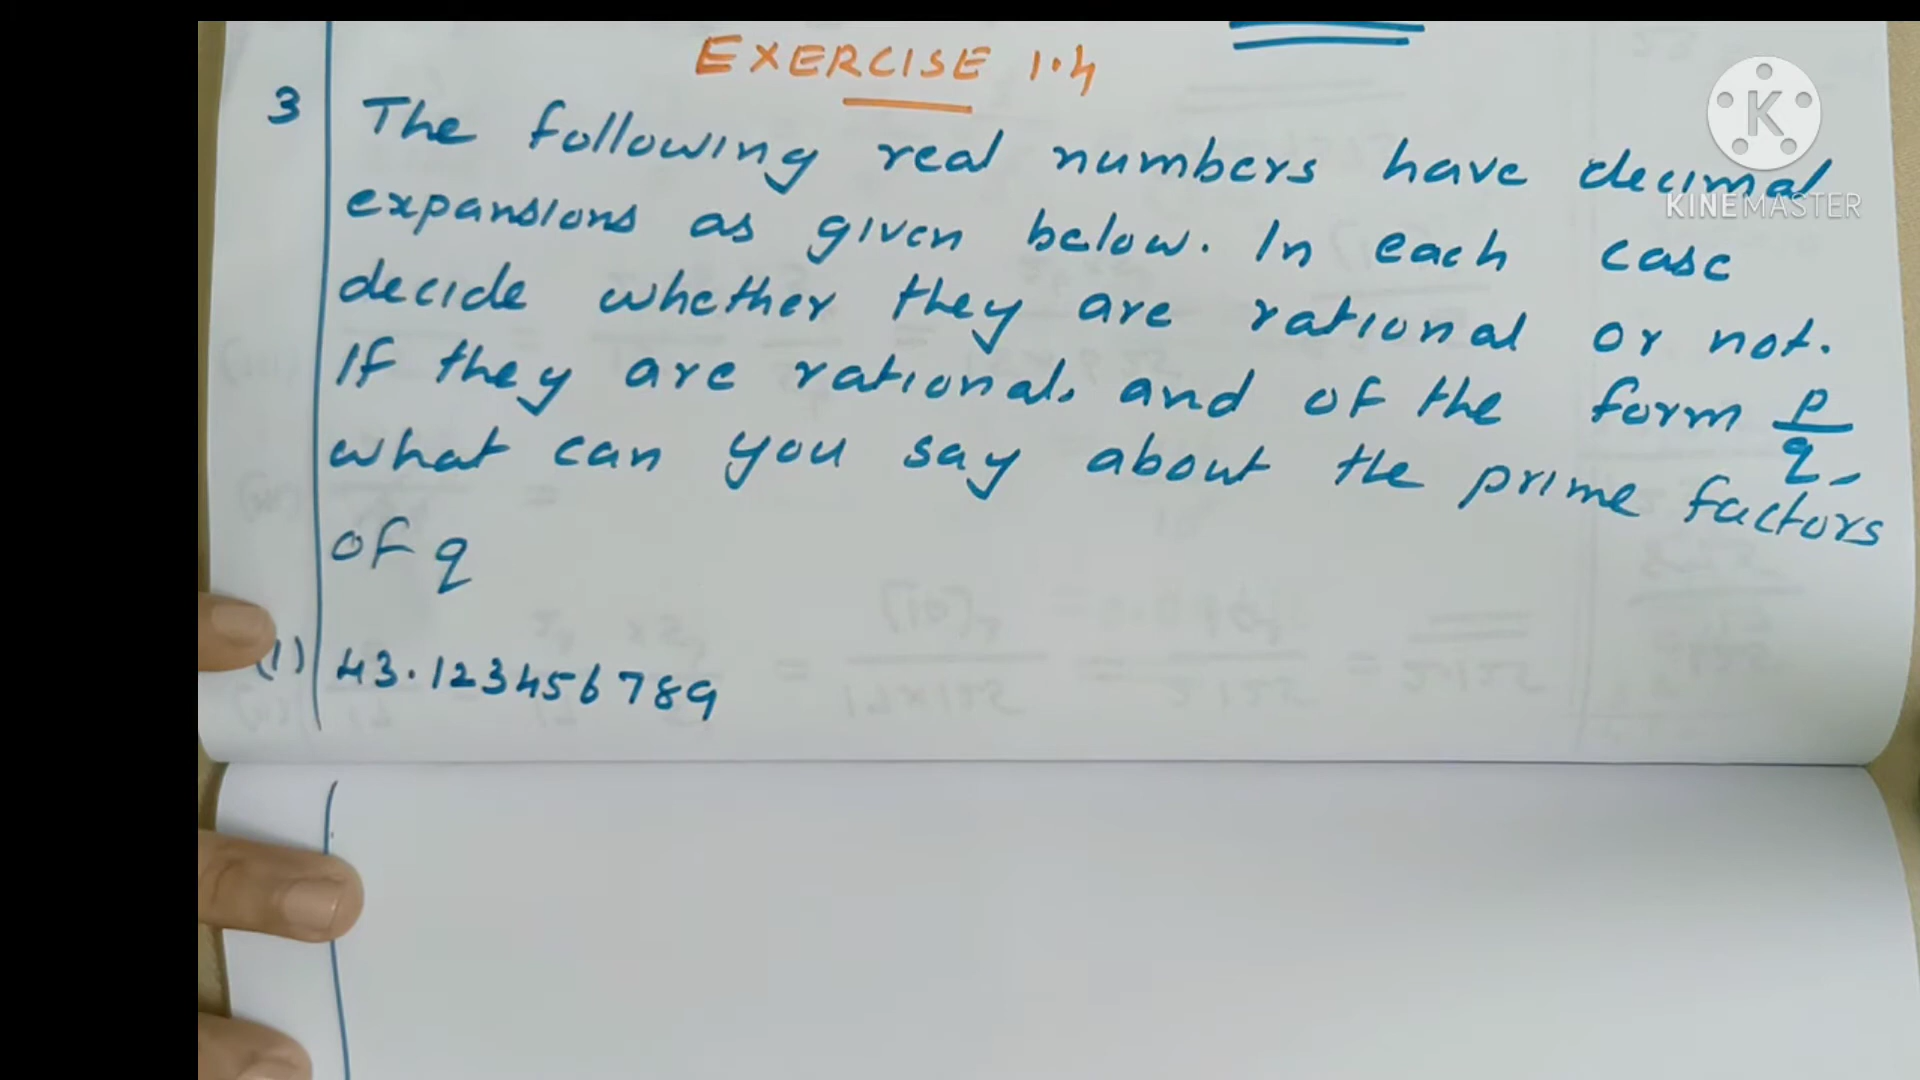 EXERCISE 1.4
3 The following real numbers have decimal
expansions as given below. In each case
decide whether they are rational or not.
If they are rational, and of the form p/q,
what can you say about the prime factors
of q
(1) 43.123456789
K
KINEMASTER